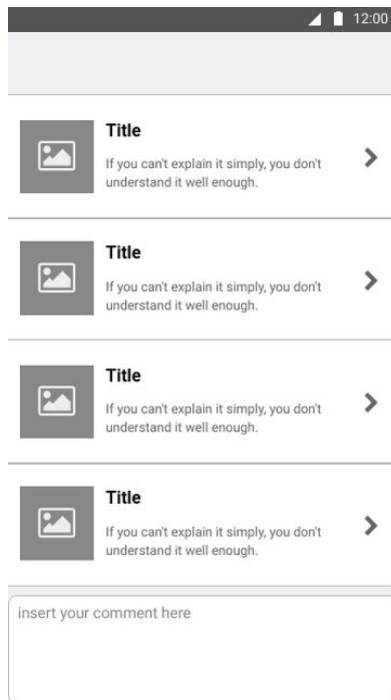 12:00
Title
If you can't explain it simply, you don't
understand it well enough.
Title
If you can't explain it simply, you don't
understand it well enough.
Title
If you can't explain it simply, you don't
understand it well enough.
Title
If you can't explain it simply, you don't
understand it well enough.
insert your comment here